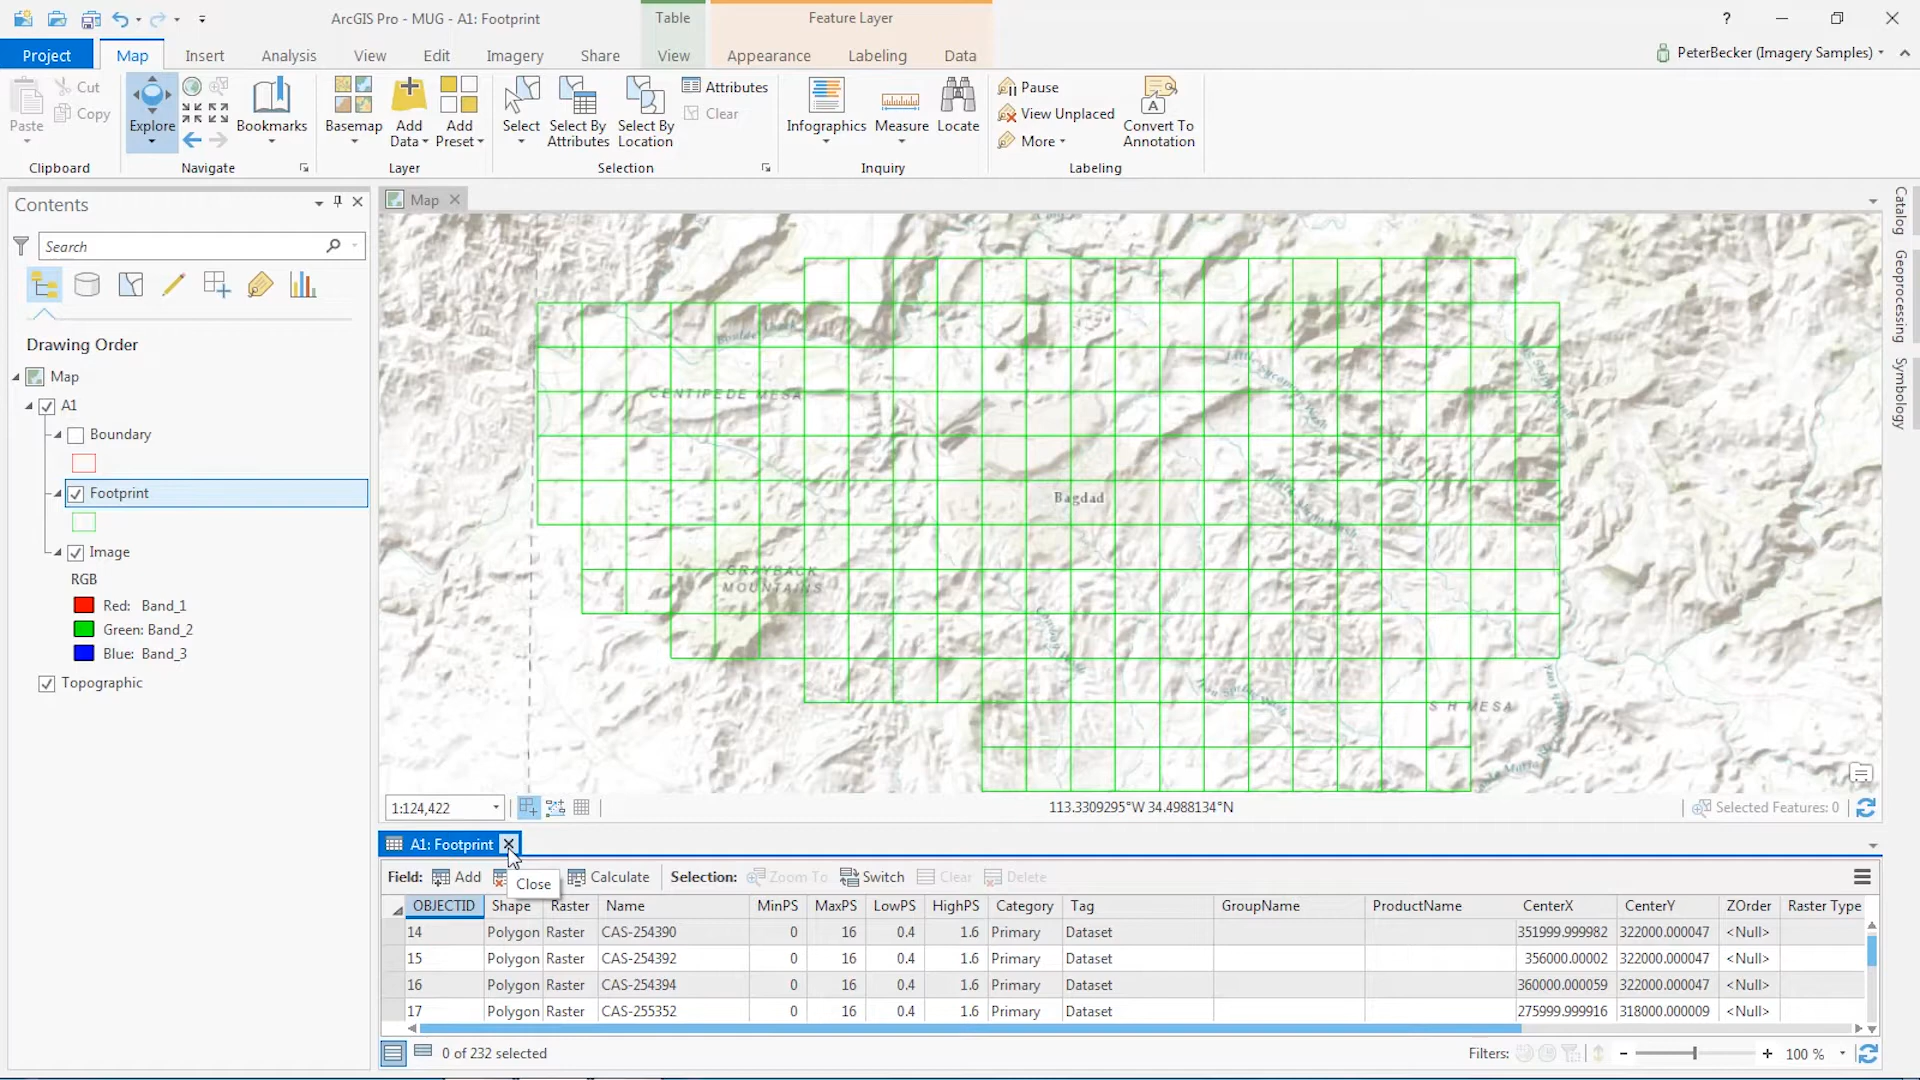 ArcGIS Pro - MUG - A1: Footprint
Table
Feature Layer
?
Project
Map
Insert
Analysis
View
Edit
Imagery
Share
View
Appearance
Labeling
Data
PeterBecker (Imagery Samples)
Paste
Cut
Copy
Clipboard
Explore
Bookmarks
Navigate
Basemap
Add Data
Add Preset
Layer
Select
Select By Attributes
Select By Location
Attributes
Clear
Selection
Infographics
Measure
Locate
Inquiry
Pause
View Unplaced
More
Convert To Annotation
Labeling
Contents
Search
Drawing Order
Map
A1
Boundary
Footprint
Image
RGB
Red: Band_1
Green: Band_2
Blue: Band_3
Topographic
Map
CENTIPEDE MESA
Bagdad
GRAYBACK
MOUNTAINS
S H MESA
Catalog
Geoprocessing
Symbology
1:124,422
113.3309295°W 34.4988134°N
Selected Features: 0
A1: Footprint
Close
Field: Add Calculate Selection: Zoom To Switch Clear Delete
OBJECTID Shape Raster Name MinPS MaxPS LowPS HighPS Category Tag GroupName ProductName CenterX CenterY ZOrder Raster Type
14 Polygon Raster CAS-254390 0 16 0.4 1.6 Primary Dataset 351999.999982 322000.000047 <Null>
15 Polygon Raster CAS-254392 0 16 0.4 1.6 Primary Dataset 356000.00002 322000.000047 <Null>
16 Polygon Raster CAS-254394 0 16 0.4 1.6 Primary Dataset 360000.000059 322000.000047 <Null>
17 Polygon Raster CAS-255352 0 16 0.4 1.6 Primary Dataset 275999.999916 318000.000009 <Null>
0 of 232 selected
Filters:
100 %